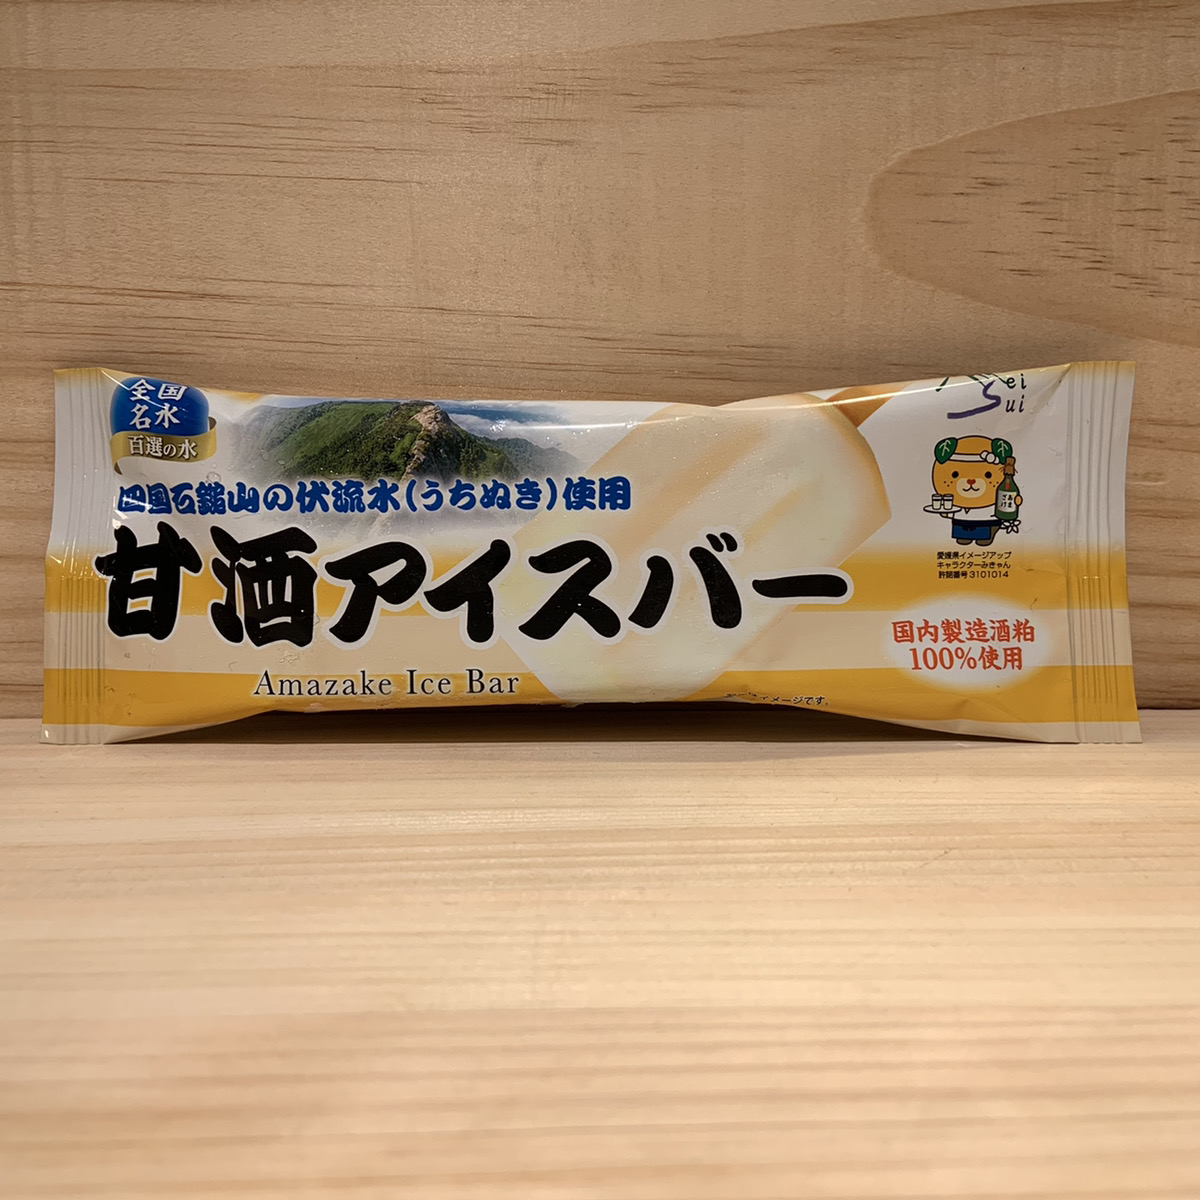 全国
名水
百選の水
四国石鎚山の伏流水(うちぬき)使用
甘酒アイスバー
Amazake Ice Bar
ei
Sui
愛媛県イメージアップ
キャラクターみきゃん
許諾番号3101014
国内製造酒粕
100%使用
イメージです。